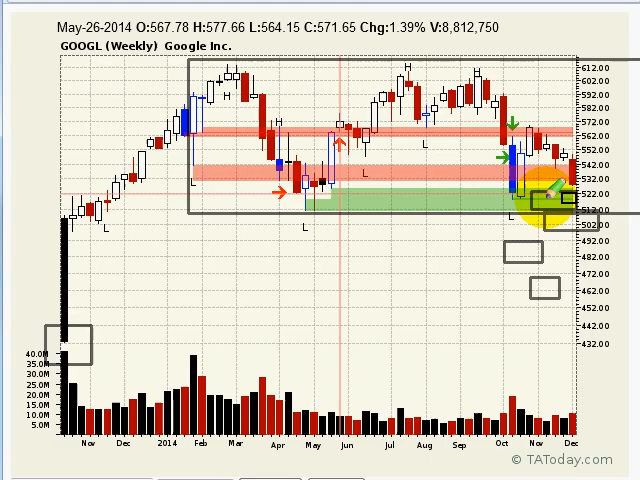 May-26-2014 O:567.78 H:577.66 L:564.15 C:571.65 Chg:1.39% V:8,812,750
GOOGL (Weekly) Google Inc.
H
H
H
H
L
L
L
L
L
L
612.00
602.00
592.00
582.00
572.00
562.00
552.00
542.00
532.00
522.00
512.00
502.00
492.00
482.00
472.00
462.00
452.00
442.00
432.00
40.0M
35.0M
30.0M
25.0M
20.0M
15.0M
10.0M
5.0M
Nov Dec 2014 Feb Mar Apr May Jun Jul Aug Sep Oct Nov Dec
© TAToday.com